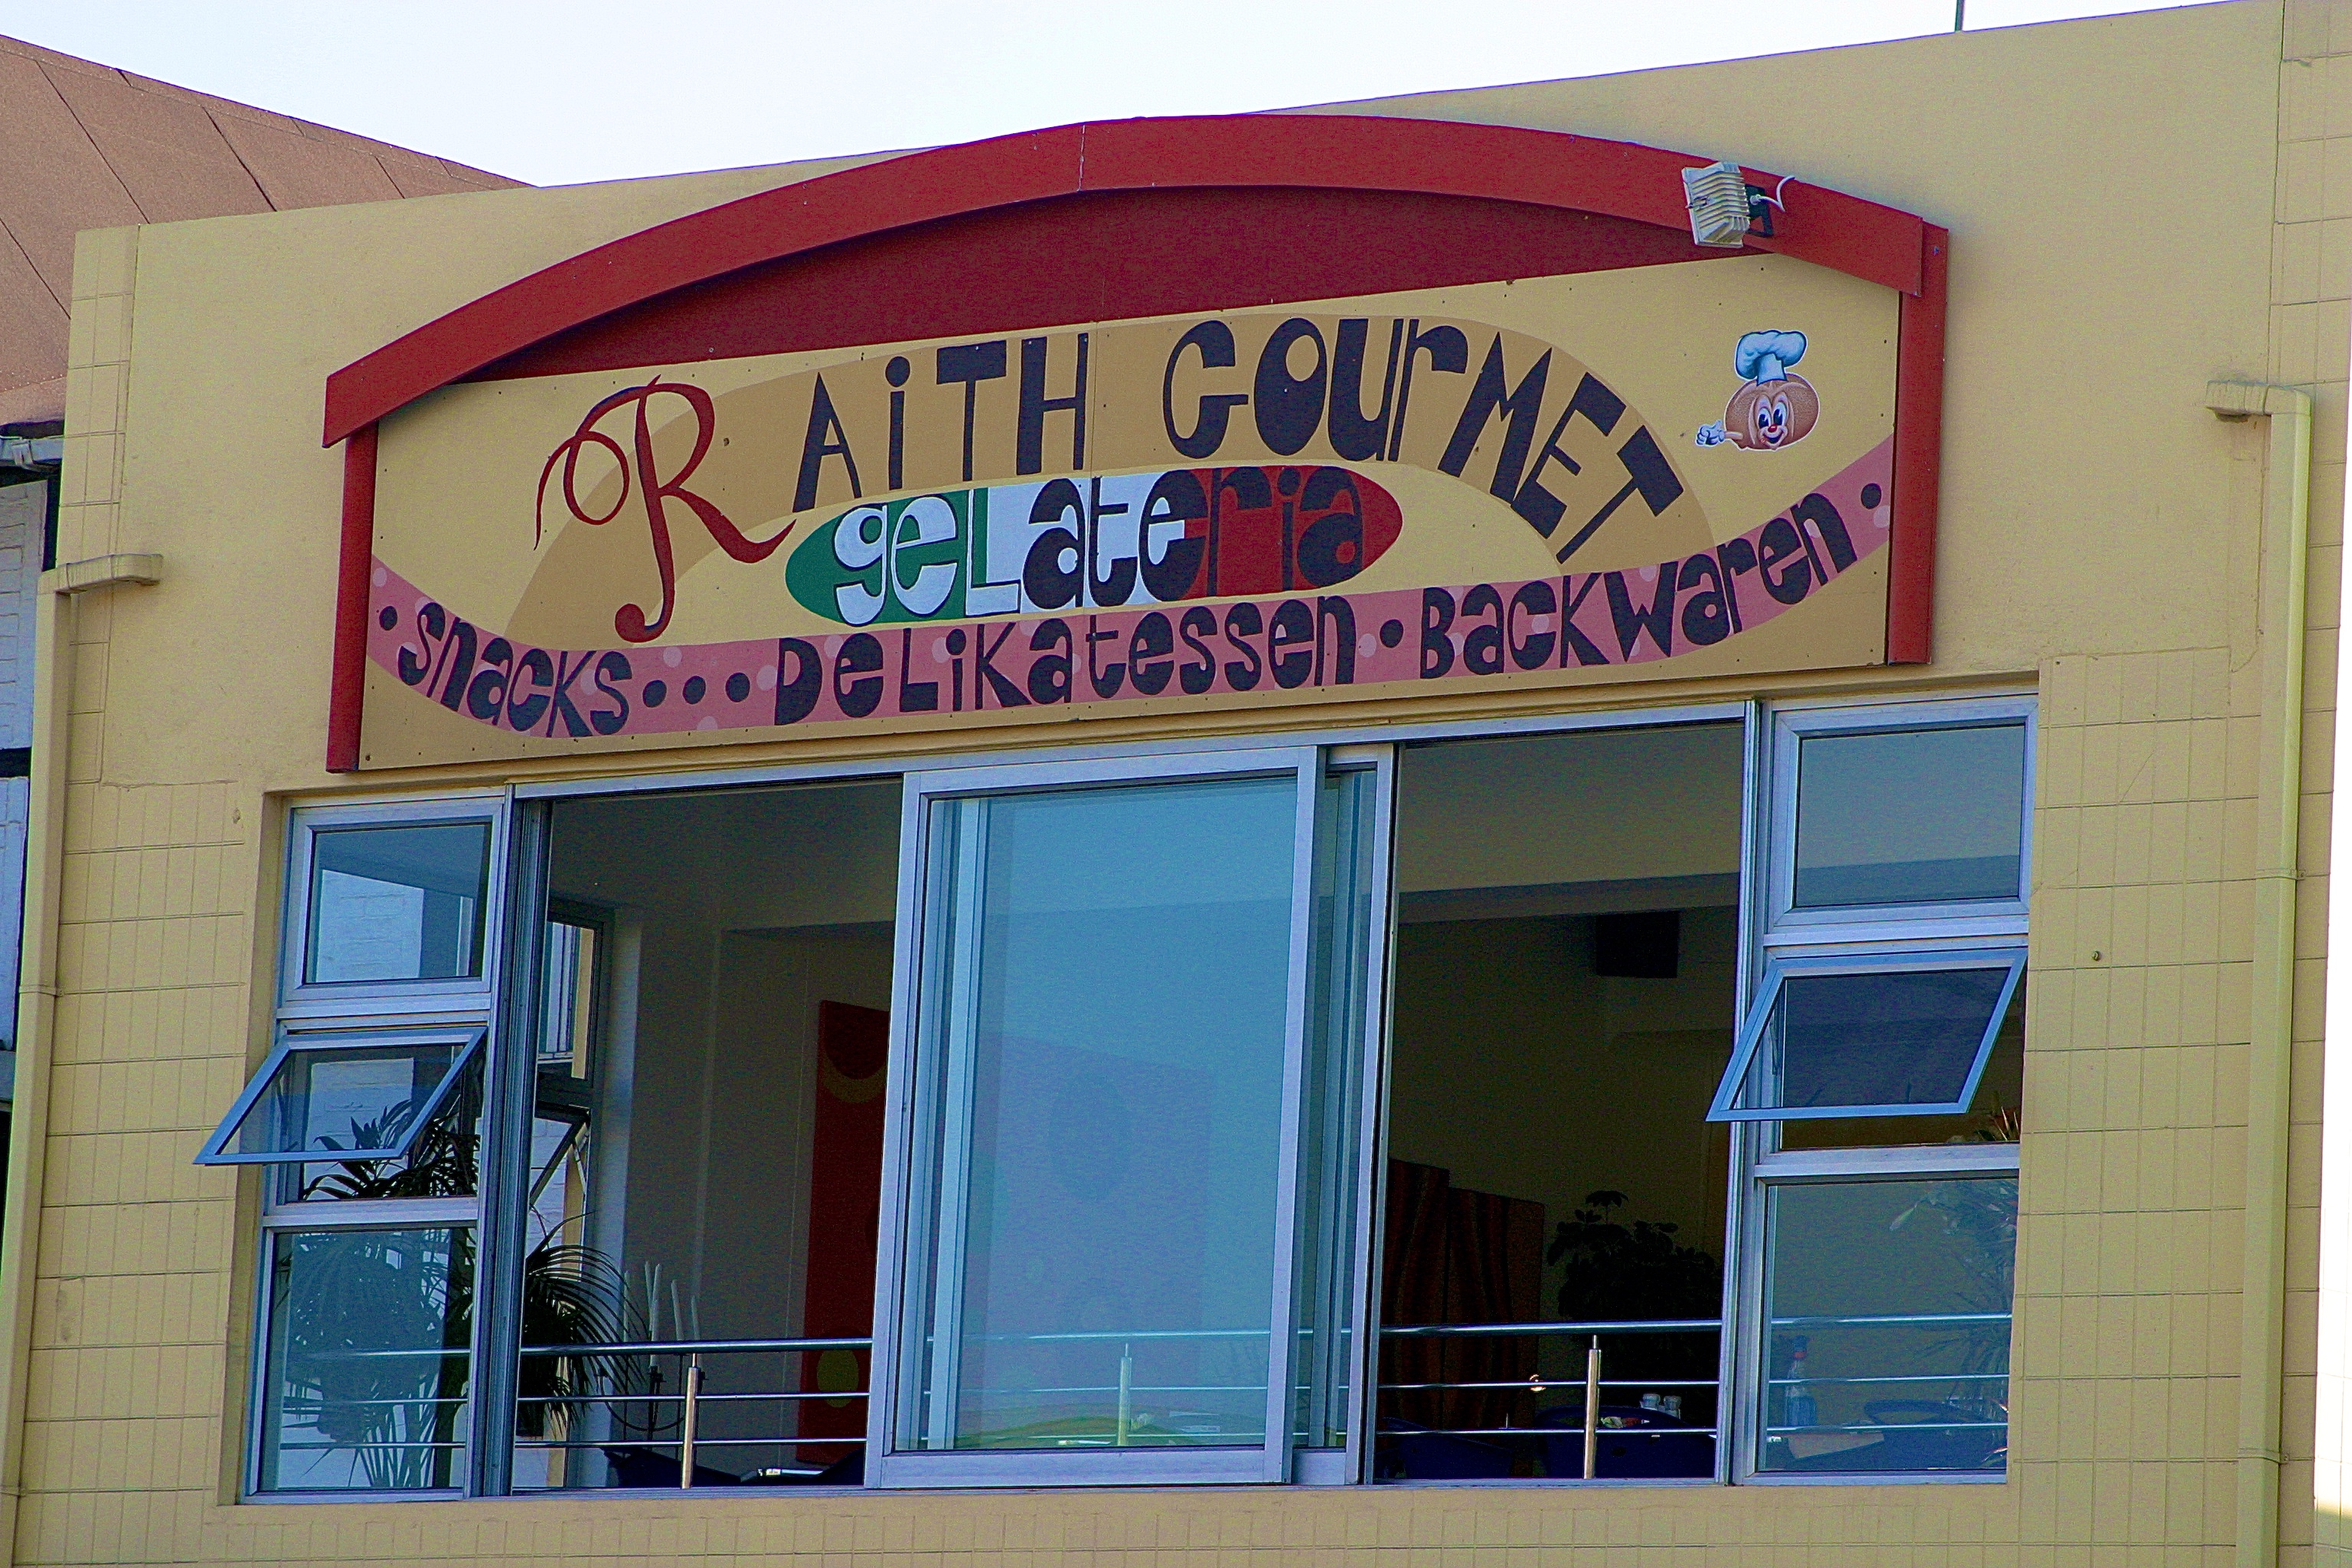 RAiTH GOurMET
geLateria
• snacks... DeLiKatessen • BacKwaren •